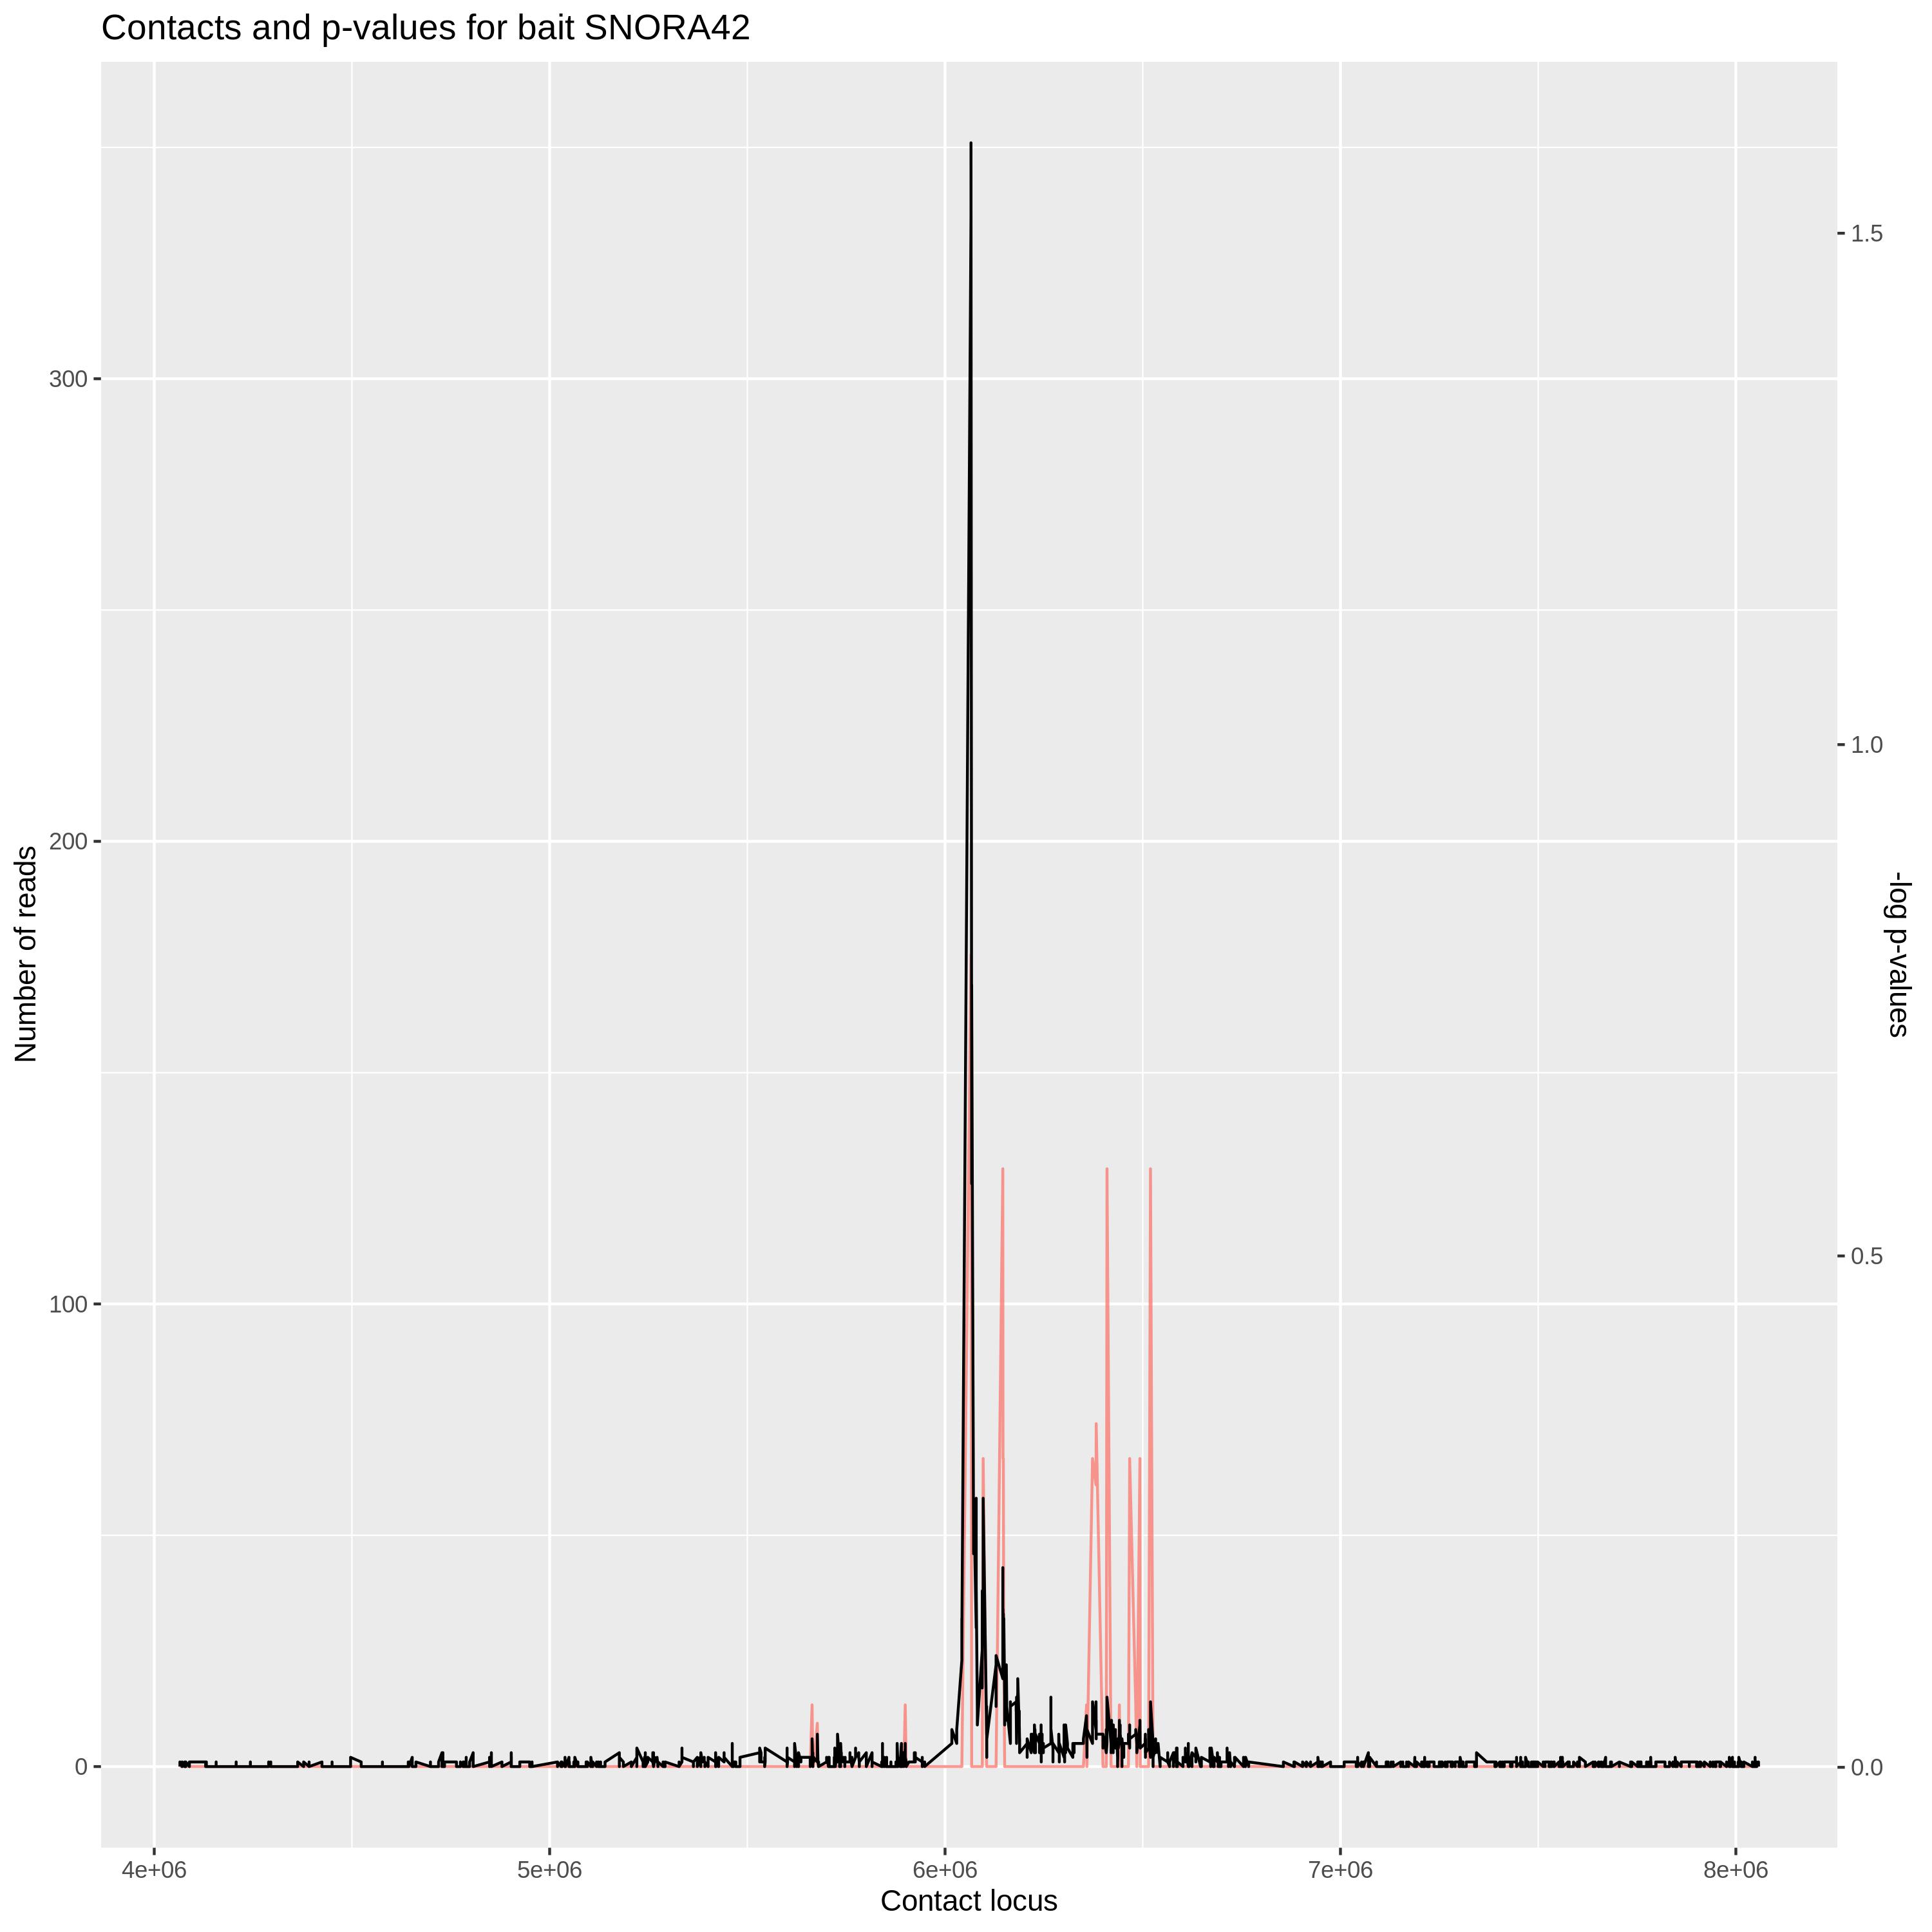 Contacts and p-values for bait SNORA42
300
200
100
0
Number of reads
1.5
1.0
0.5
0.0
-log p-values
4e+06 5e+06 6e+06 7e+06 8e+06
Contact locus